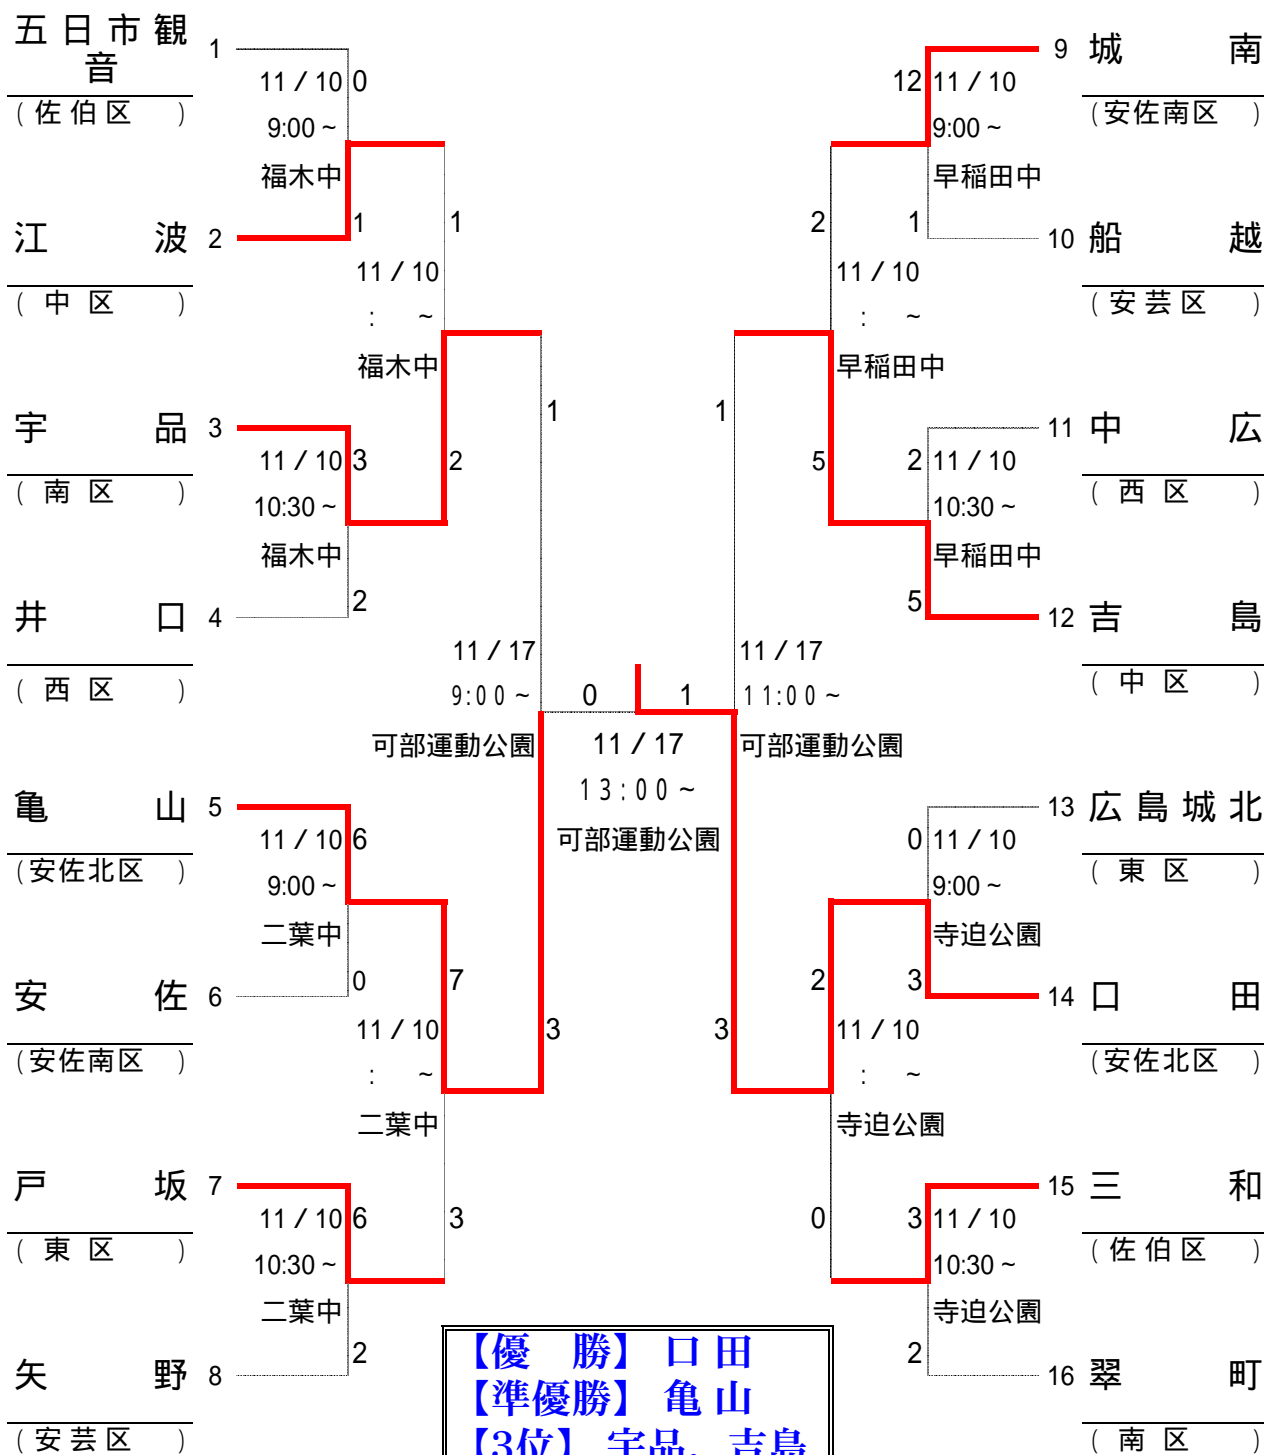 五日市観音 1
(佐伯区)
11/10 0
9:00～
福木中
江波 2
1
(中区)
1
11/10
: ～
福木中
宇品 3
(南区)
11/10 3
10:30～
福木中
2
井口 4
2
(西区)
1
11/17
9:00～
可部運動公園
亀山 5
(安佐北区)
11/10 6
9:00～
二葉中
安佐 6
0
(安佐南区)
7
11/10
: ～
二葉中
3
戸坂 7
(東区)
11/10 6
10:30～
二葉中
3
矢野 8
2
(安芸区)
0 1
11/17
13:00～
可部運動公園
9 城南
(安佐南区)
12 11/10
9:00～
早稲田中
1
10 船越
(安芸区)
2
11/10
: ～
早稲田中
11 中広
(西区)
2 11/10
10:30～
早稲田中
5
5
12 吉島
(中区)
1
11/17
11:00～
可部運動公園
13 広島城北
(東区)
0 11/10
9:00～
寺迫公園
3
14 口田
(安佐北区)
2
11/10
: ～
寺迫公園
3
15 三和
(佐伯区)
3 11/10
10:30～
寺迫公園
0
2
16 翠町
(南区)
【優　勝】 口田
【準優勝】 亀山
【3位】 宇品、吉島